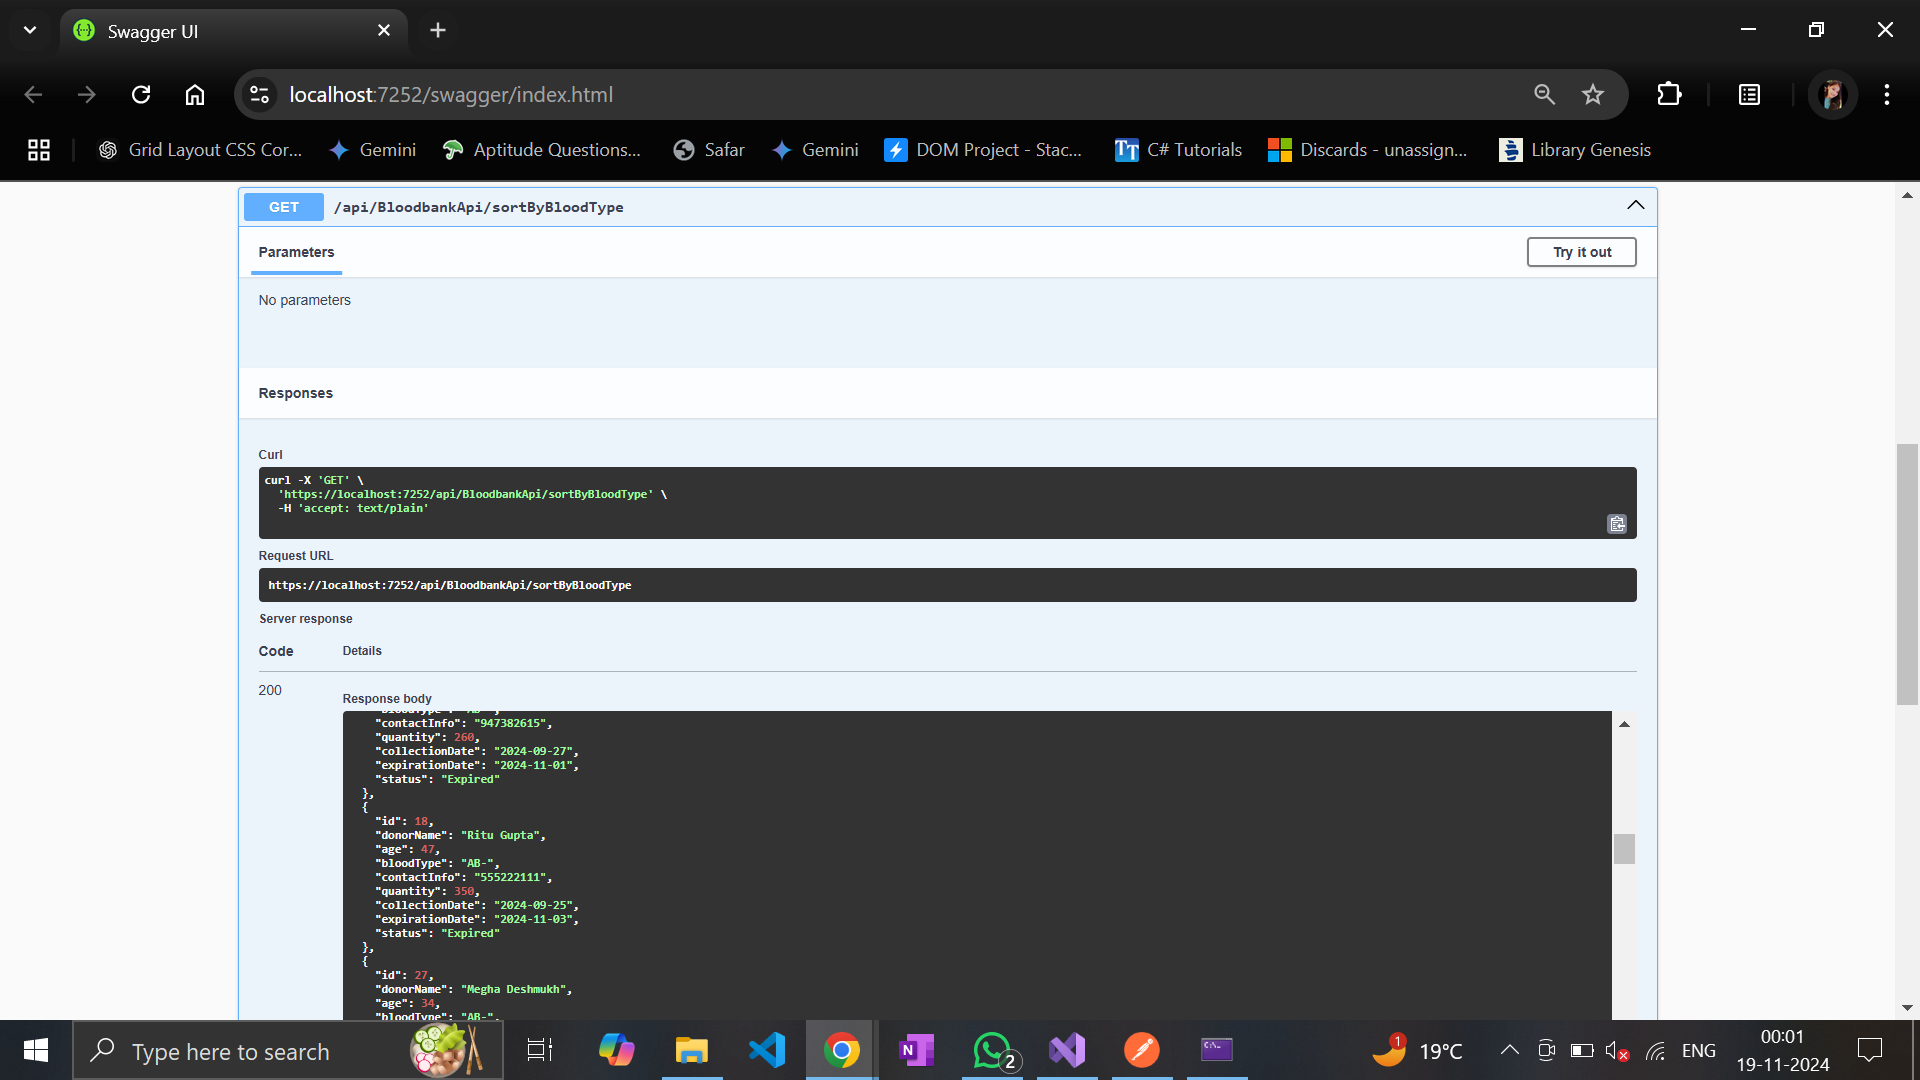 Swagger UI
localhost:7252/swagger/index.html
Grid Layout CSS Cor...
Gemini
Aptitude Questions...
Safar
Gemini
DOM Project - Stac...
TT C# Tutorials
Discards - unassign...
Library Genesis
GET /api/BloodbankApi/sortByBloodType
Parameters
Try it out
No parameters
Responses
Curl
curl -X 'GET' \
'https://localhost:7252/api/BloodbankApi/sortByBloodType' \
-H 'accept: text/plain'
Request URL
https://localhost:7252/api/BloodbankApi/sortByBloodType
Server response
Code Details
200
Response body
"bloodType": "AB-",
"contactInfo": "947382615",
"quantity": 260,
"collectionDate": "2024-09-27",
"expirationDate": "2024-11-01",
"status": "Expired"
},
{
"id": 18,
"donorName": "Ritu Gupta",
"age": 47,
"bloodType": "AB-",
"contactInfo": "555222111",
"quantity": 350,
"collectionDate": "2024-09-25",
"expirationDate": "2024-11-03",
"status": "Expired"
},
{
"id": 27,
"donorName": "Megha Deshmukh",
"age": 34,
"bloodType": "AB-",
Type here to search
N
2
C:\_
1
19°C
ENG
00:01
19-11-2024